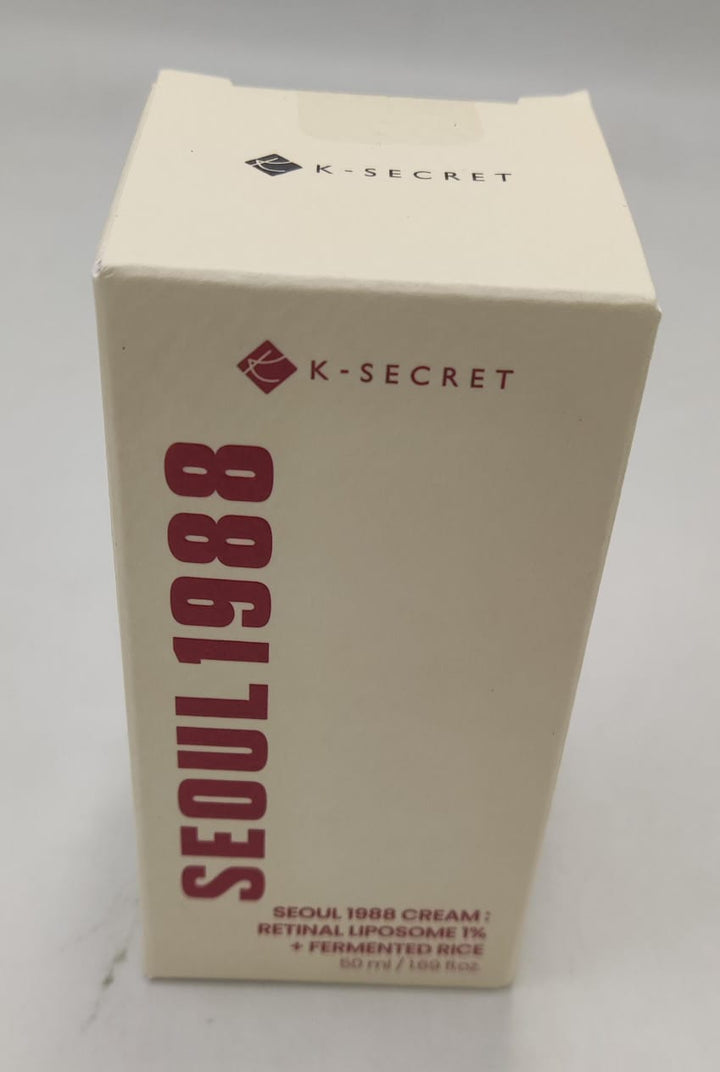 K-SECRET
K-SECRET
SEOUL 1988
SEOUL 1988 CREAM :
RETINAL LIPOSOME 1%
+ FERMENTED RICE
50 ml / 1.69 fl.oz.